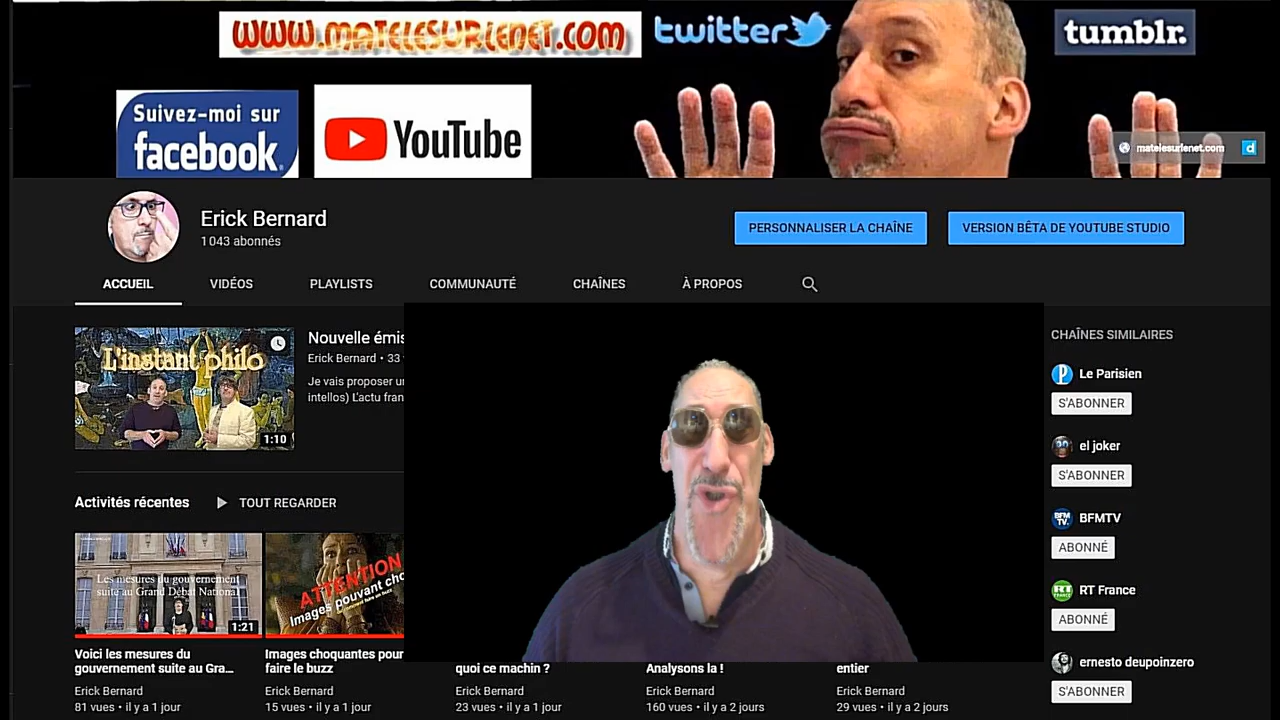 www.matelesurlenet.com
twitter
tumblr.
Suivez-moi sur
facebook.
YouTube
matelesurlenet.com
d
Erick Bernard
1 043 abonnés
PERSONNALISER LA CHAÎNE
VERSION BÊTA DE YOUTUBE STUDIO
ACCUEIL
VIDÉOS
PLAYLISTS
COMMUNAUTÉ
CHAÎNES
À PROPOS
L'instant philo
1:10
Nouvelle émis
Erick Bernard • 33
Je vais proposer un
intellos) L'actu fran
CHAÎNES SIMILAIRES
Le Parisien
S'ABONNER
el joker
S'ABONNER
BFM
TV.
BFMTV
ABONNÉ
RT
RT France
ABONNÉ
ernesto deupoinzero
S'ABONNER
Activités récentes
TOUT REGARDER
Les mesures du gouvernement
suite au Grand Débat National
1:21
ATTENTION
Images pouvant cho
Voici les mesures du
gouvernement suite au Gra...
Erick Bernard
81 vues • il y a 1 jour
Images choquantes pour
faire le buzz
Erick Bernard
15 vues • il y a 1 jour
quoi ce machin ?
Erick Bernard
23 vues • il y a 1 jour
Analysons la !
Erick Bernard
160 vues • il y a 2 jours
entier
Erick Bernard
29 vues • il y a 2 jours